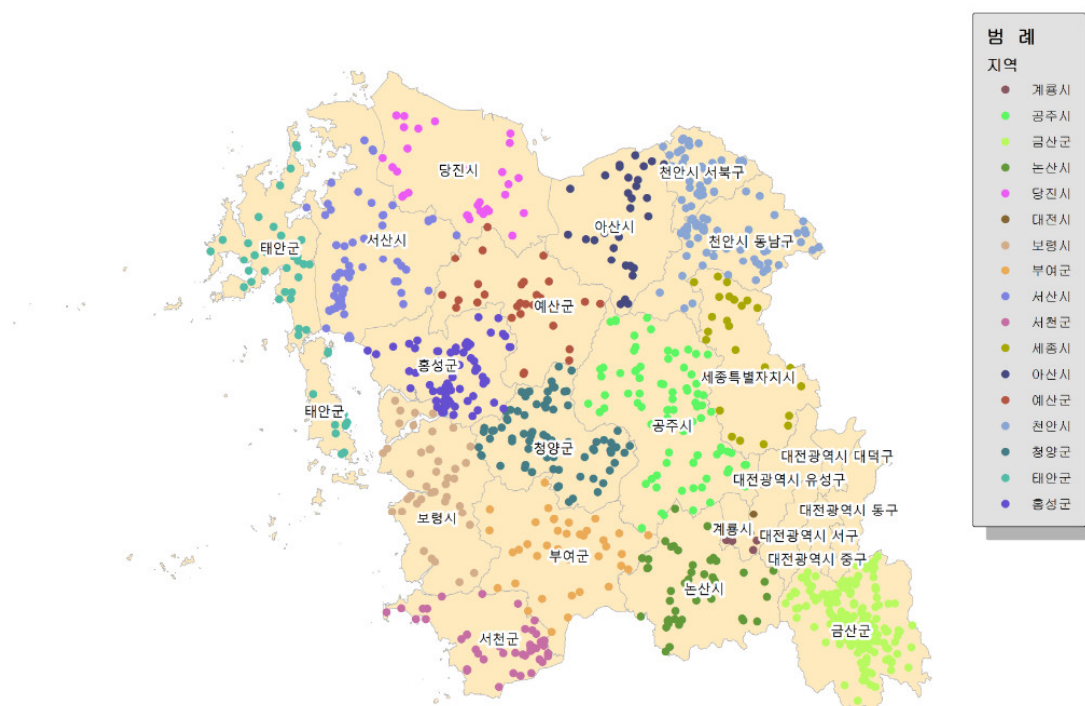 범 례
지역
계룡시
공주시
금산군
논산시
당진시
대전시
보령시
부여군
서산시
서천군
세종시
아산시
예산군
천안시
청양군
태안군
홍성군
당진시
천안시 서북구
아산시
서산시
천안시 동남구
태안군
예산군
홍성군
세종특별자치시
태안군
공주시
청양군
대전광역시 대덕구
대전광역시 유성구
대전광역시 동구
보령시
계룡시
대전광역시 서구
부여군
대전광역시 중구
논산시
서천군
금산군